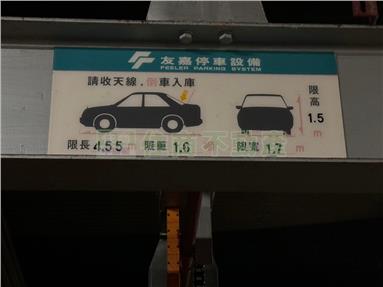 友嘉停車設備
FEELER PARKING SYSTEM
請收天線，倒車入庫
限高
1.5
m
限長 4.55 m
限重 1.6
限寬 1.7 m